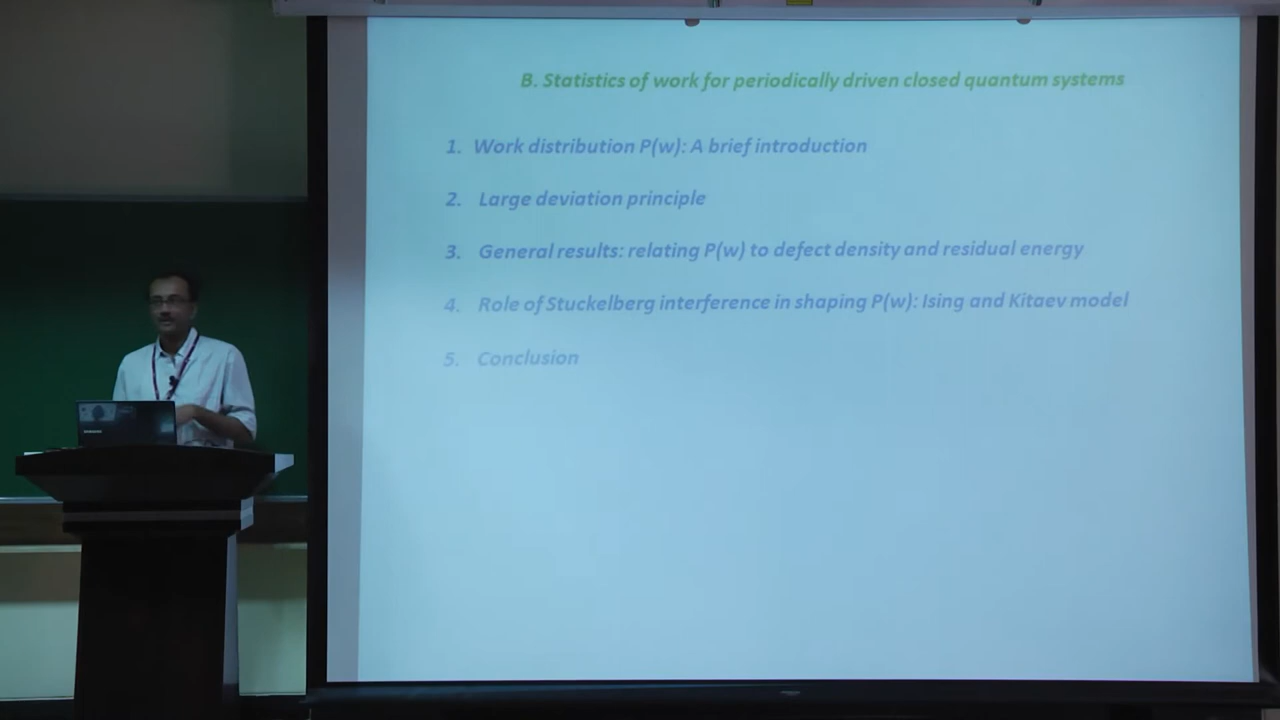 B. Statistics of work for periodically driven closed quantum systems
1. Work distribution P(w): A brief introduction
2. Large deviation principle
3. General results: relating P(w) to defect density and residual energy
4. Role of Stuckelberg interference in shaping P(w): Ising and Kitaev model
5. Conclusion